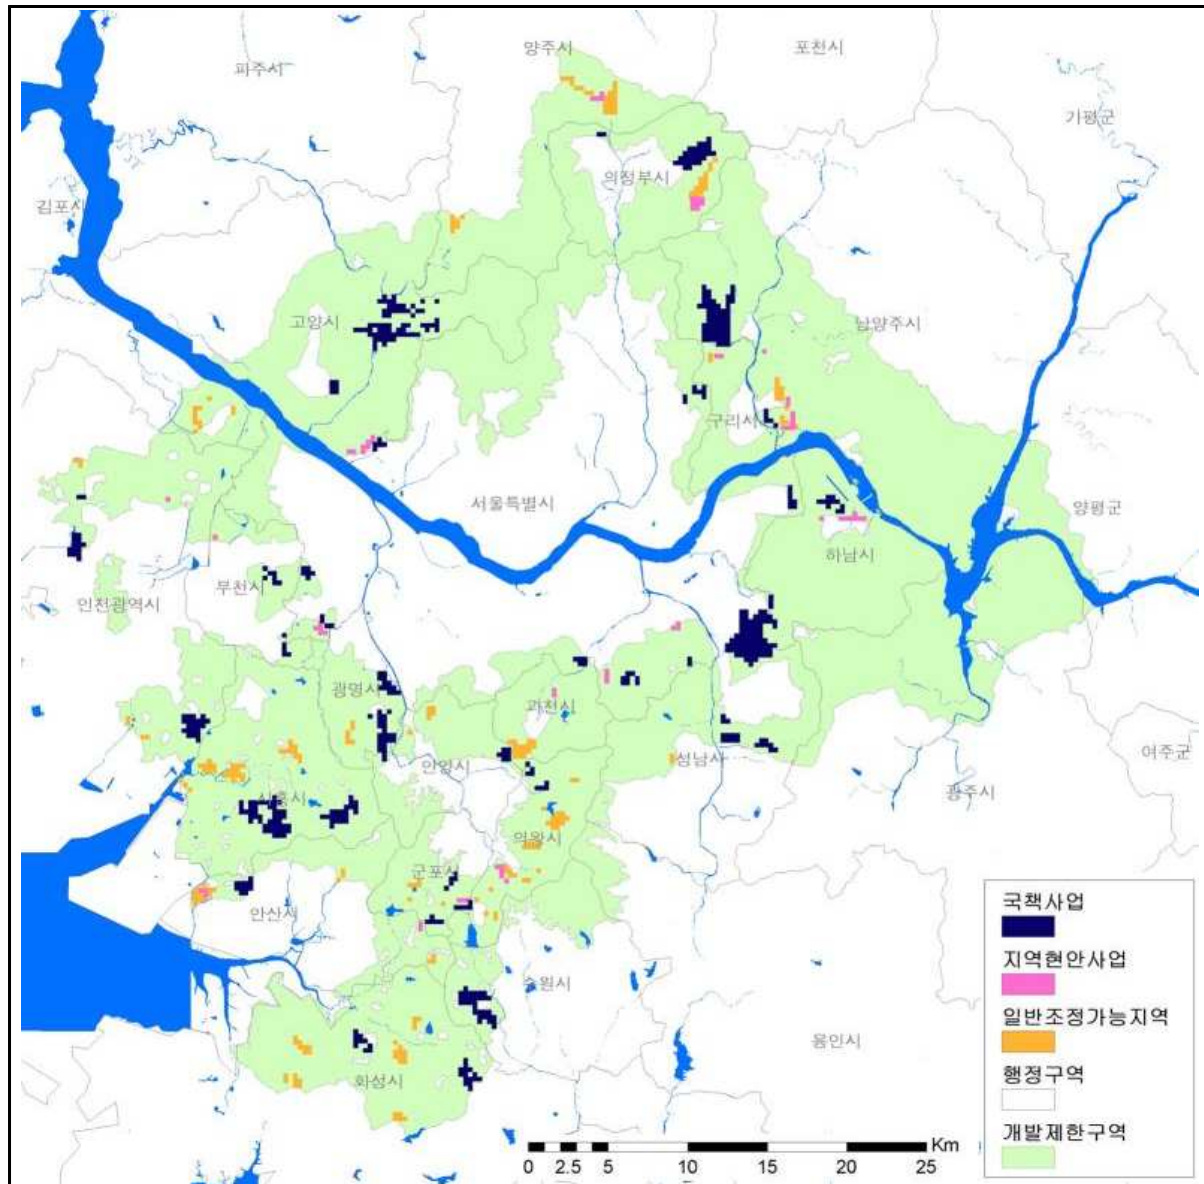 양주시
포천시
파주시
가평군
의정부시
김포시
고양시
남양주시
구리시
서울특별시
양평군
하남시
부천시
인천광역시
광명시
과천시
여주군
안양시
성남시
광주시
시흥시
의왕시
군포시
안산시
수원시
용인시
화성시
국책사업
지역현안사업
일반조정가능지역
행정구역
개발제한구역
Km
0 2.5 5 10 15 20 25